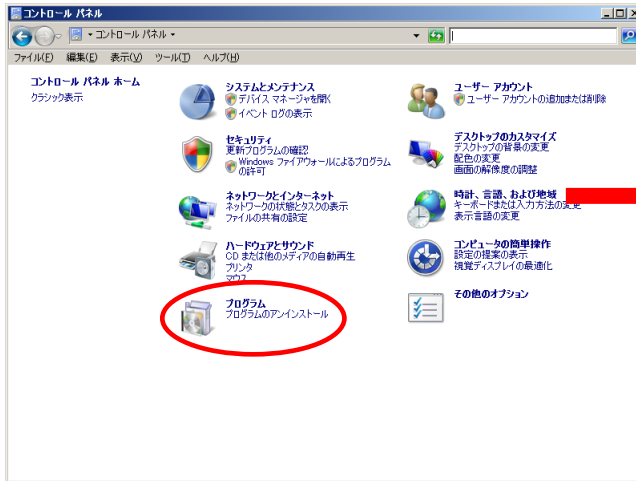 コントロール パネル
コントロール パネル
ファイル(F) 編集(E) 表示(V) ツール(T) ヘルプ(H)
コントロール パネル ホーム
クラシック表示
システムとメンテナンス
デバイス マネージャを開く
イベント ログの表示
セキュリティ
更新プログラムの確認
Windows ファイアウォールによるプログラム
の許可
ネットワークとインターネット
ネットワークの状態とタスクの表示
ファイルの共有の設定
ハードウェアとサウンド
CD または他のメディアの自動再生
プリンタ
マウス
プログラム
プログラムのアンインストール
ユーザー アカウント
ユーザー アカウントの追加または削除
デスクトップのカスタマイズ
デスクトップの背景の変更
配色の変更
画面の解像度の調整
時計、言語、および地域
キーボードまたは入力方法の変更
表示言語の変更
コンピュータの簡単操作
設定の提案の表示
視覚ディスプレイの最適化
その他のオプション